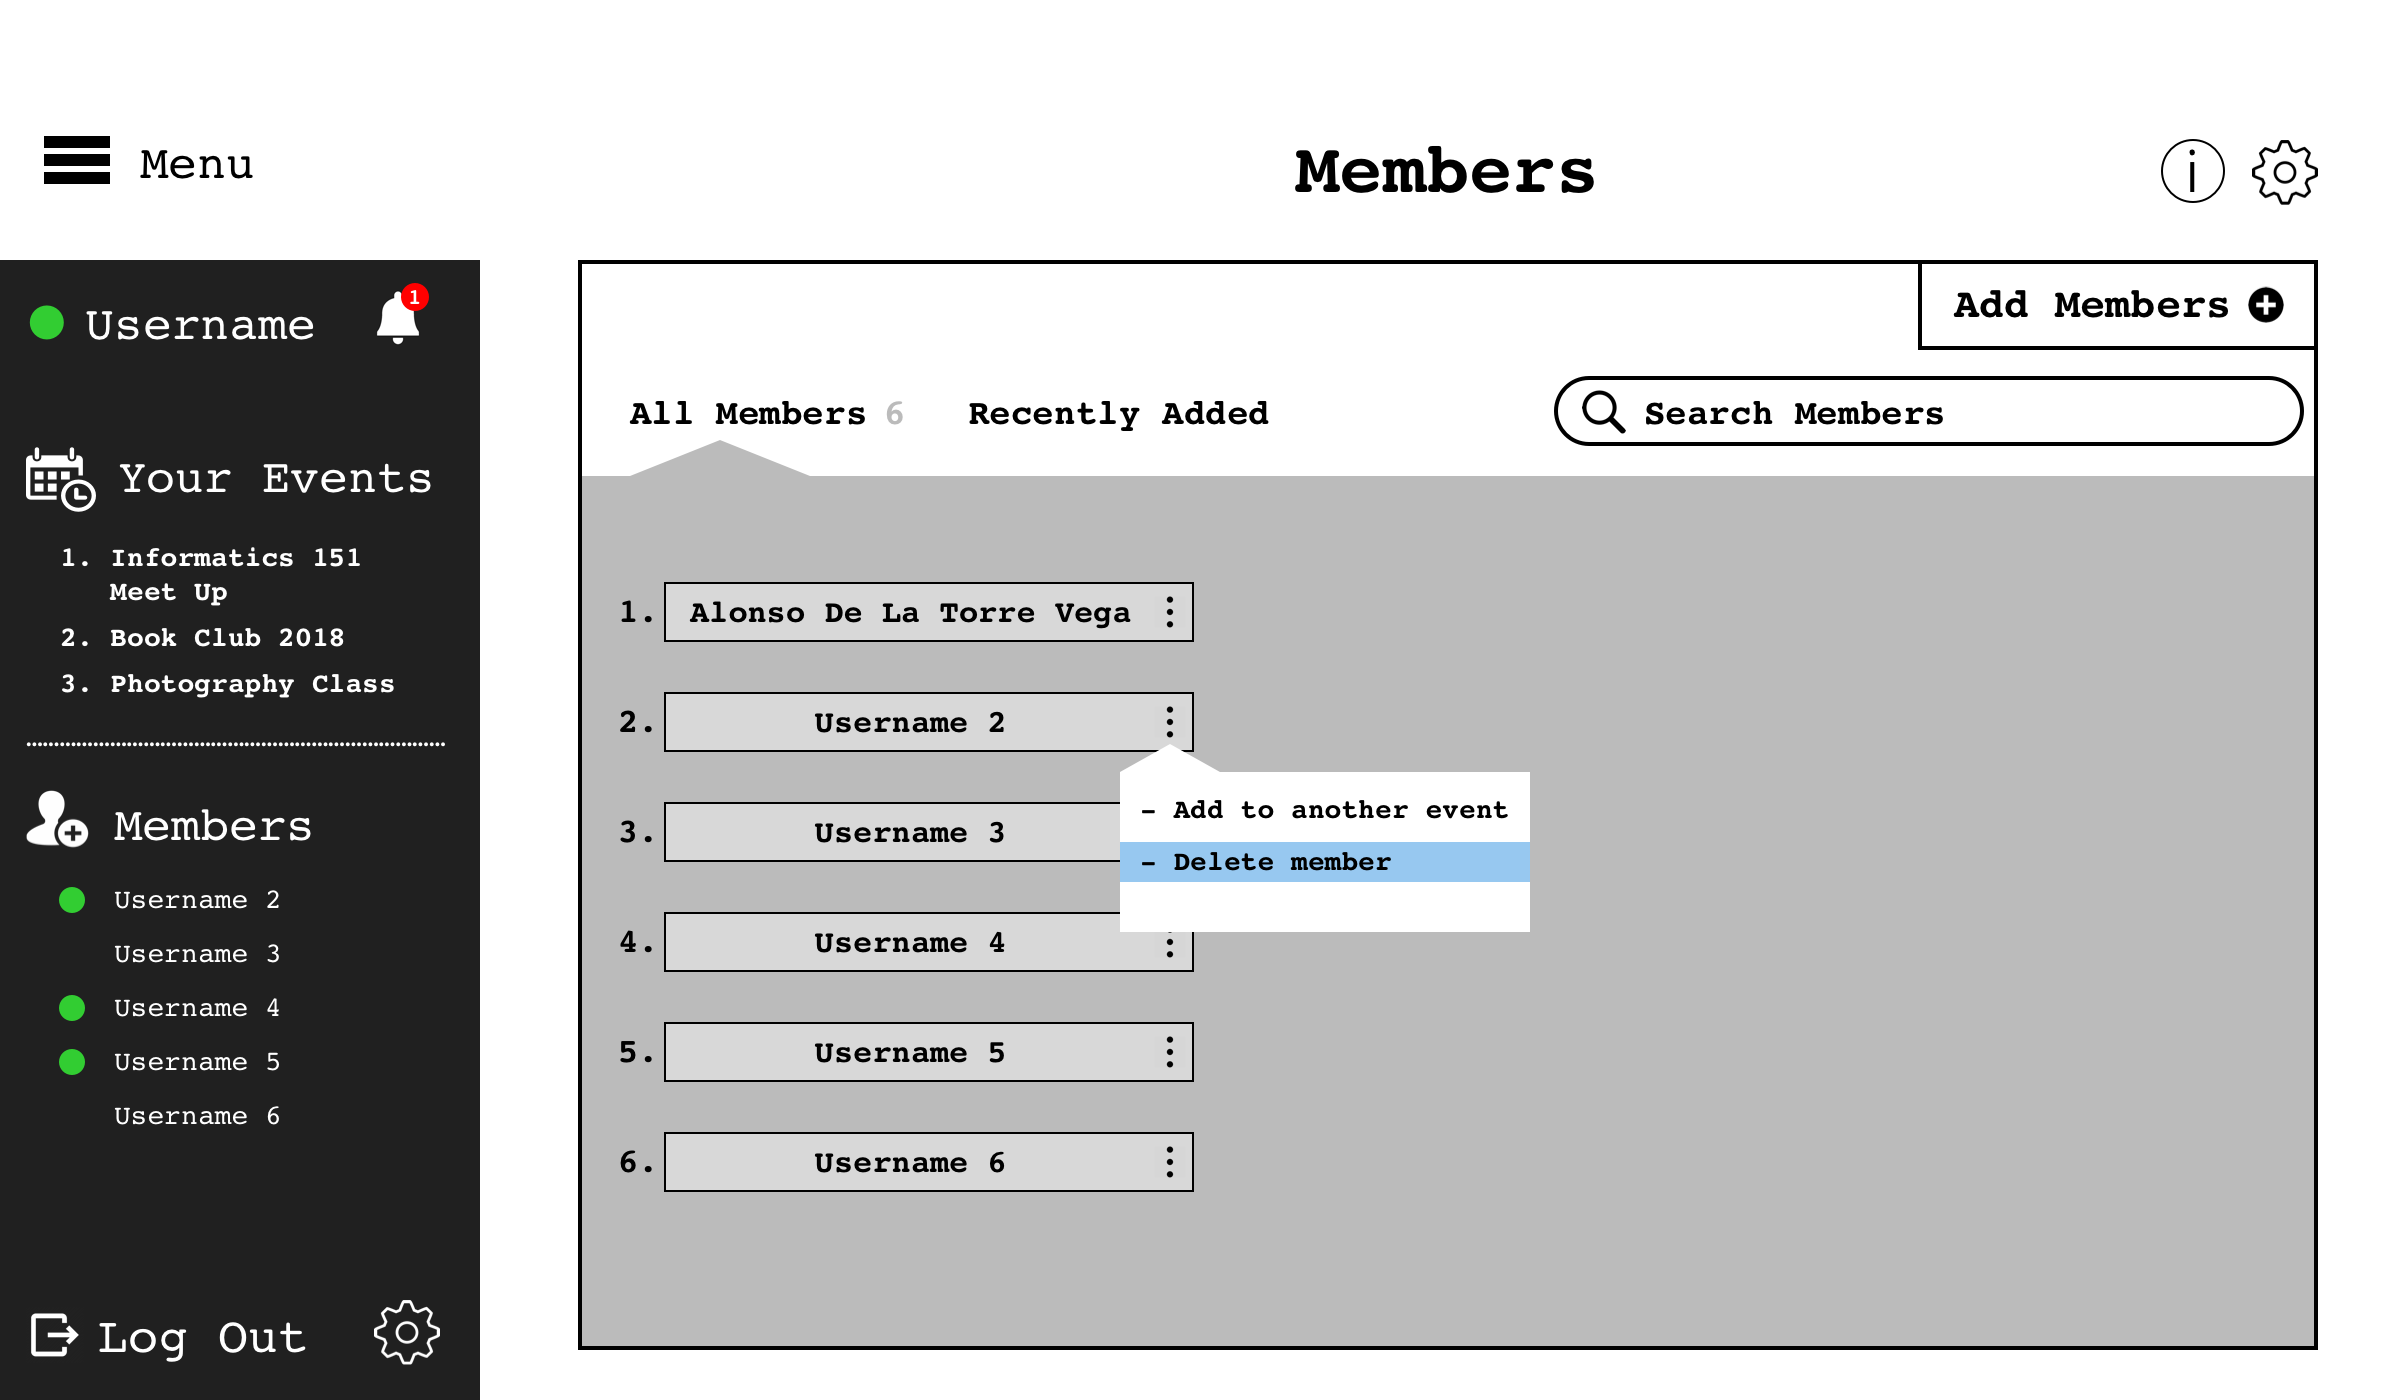 Menu
Members
i
Username
1
Add Members
All Members 6
Recently Added
Search Members
Your Events
1. Informatics 151
Meet Up
2. Book Club 2018
3. Photography Class
Members
Username 2
Username 3
Username 4
Username 5
Username 6
Log Out
1. Alonso De La Torre Vega
2. Username 2
- Add to another event
- Delete member
3. Username 3
4. Username 4
5. Username 5
6. Username 6